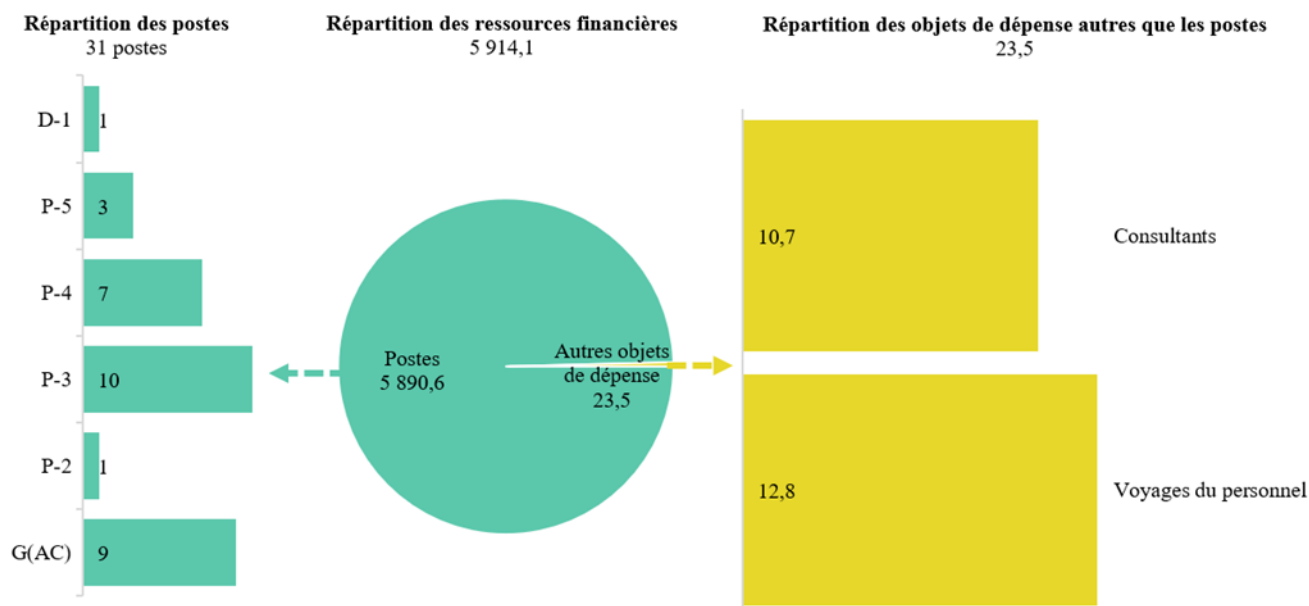 Répartition des postes
31 postes
D-1
1
P-5
3
P-4
7
P-3
10
P-2
1
G(AC)
9
Répartition des ressources financières
5 914,1
Postes
5 890,6
Autres objets
de dépense
23,5
Répartition des objets de dépense autres que les postes
23,5
10,7
Consultants
12,8
Voyages du personnel